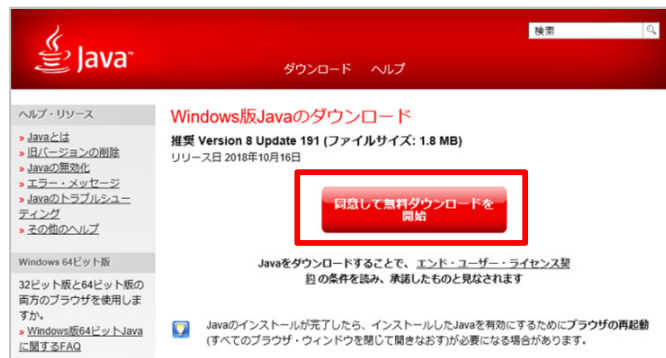 Java
検索
ダウンロード ヘルプ
ヘルプ・リソース
» Javaとは
» 旧バージョンの削除
» Javaの無効化
» エラー・メッセージ
» Javaのトラブルシュー
ティング
» その他のヘルプ
Windows 64ビット版
32ビット版と64ビット版の
両方のブラウザを使用しま
すか。
» Windows版64ビットJava
に関するFAQ
Windows版Javaのダウンロード
推奨 Version 8 Update 191 (ファイルサイズ: 1.8 MB)
リリース日 2018年10月16日
同意して無料ダウンロードを
開始
Javaをダウンロードすることで、 エンド・ユーザー・ライセンス契
約 の条件を読み、承諾したものと見なされます
Javaのインストールが完了したら、インストールしたJavaを有効にするためにブラウザの再起動
(すべてのブラウザ・ウィンドウを閉じて開きなおす)が必要になる場合があります。